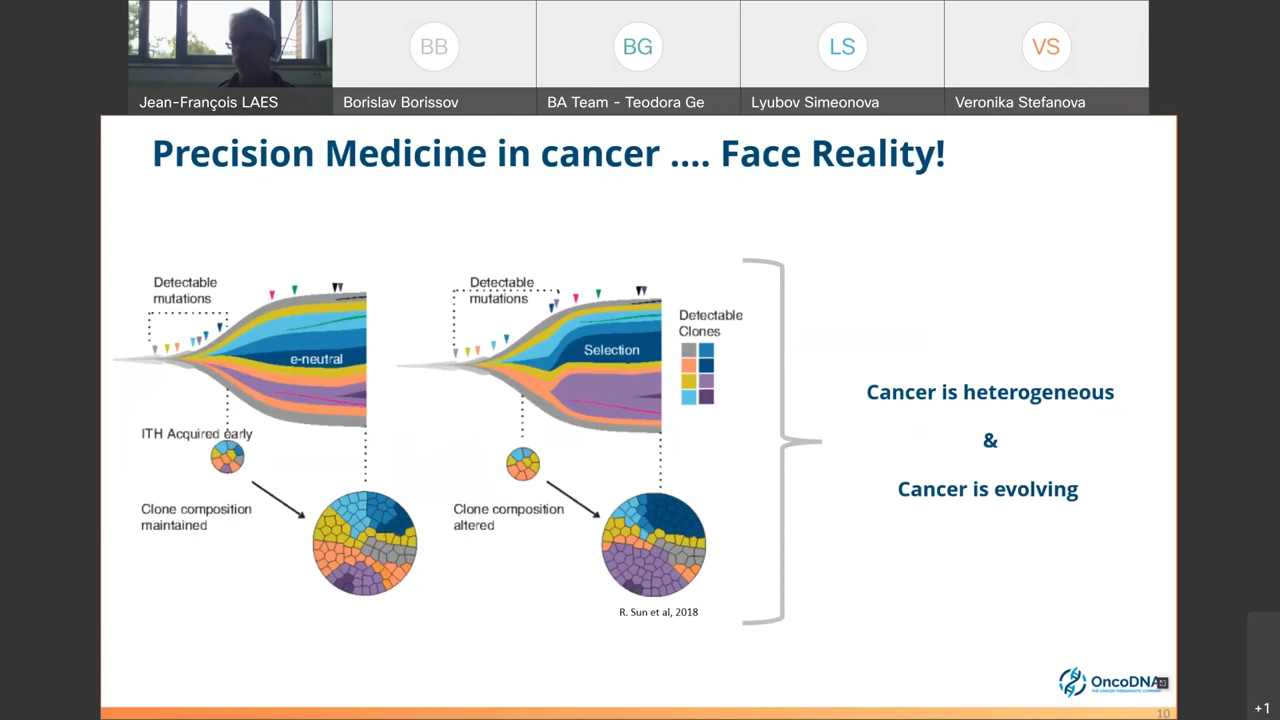 BB
BG
LS
VS
Jean-François LAES
Borislav Borissov
BA Team - Teodora Ge
Lyubov Simeonova
Veronika Stefanova
Precision Medicine in cancer .... Face Reality!
Detectable
mutations
e-neutral
ITH Acquired early
Clone composition
maintained
Detectable
mutations
Selection
Clone composition
altered
Detectable
Clones
R. Sun et al, 2018
Cancer is heterogeneous
&
Cancer is evolving
OncoDNA
THE CANCER THERANOSTIC COMPANY
10
+1